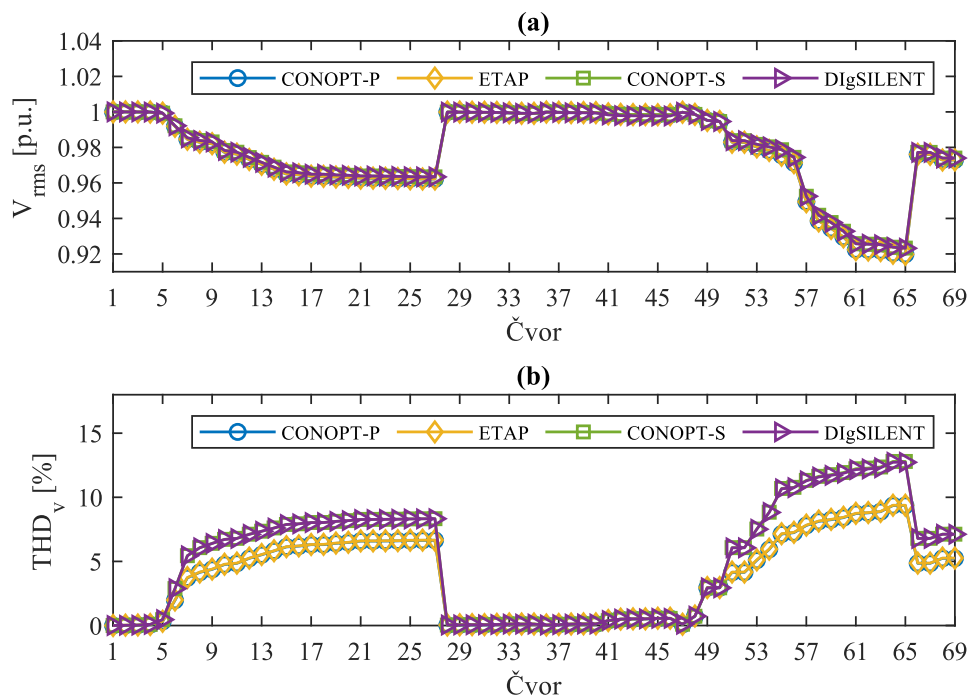 (a)
1.04
1.02
1
0.98
0.96
0.94
0.92
V_rms [p.u.]
CONOPT-P ETAP CONOPT-S DIgSILENT
1 5 9 13 17 21 25 29 33 37 41 45 49 53 57 61 65 69
Čvor
(b)
15
10
5
0
THD_v [%]
CONOPT-P ETAP CONOPT-S DIgSILENT
1 5 9 13 17 21 25 29 33 37 41 45 49 53 57 61 65 69
Čvor